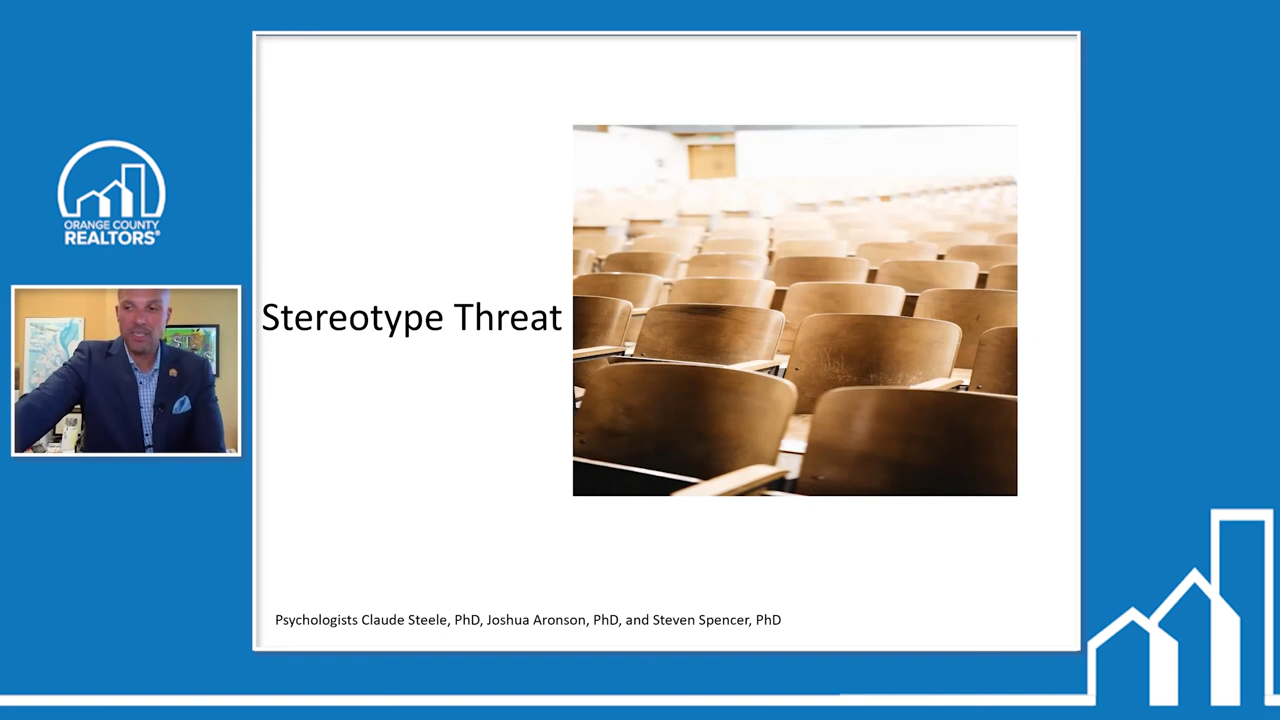 ORANGE COUNTY
REALTORS®
Stereotype Threat
Psychologists Claude Steele, PhD, Joshua Aronson, PhD, and Steven Spencer, PhD